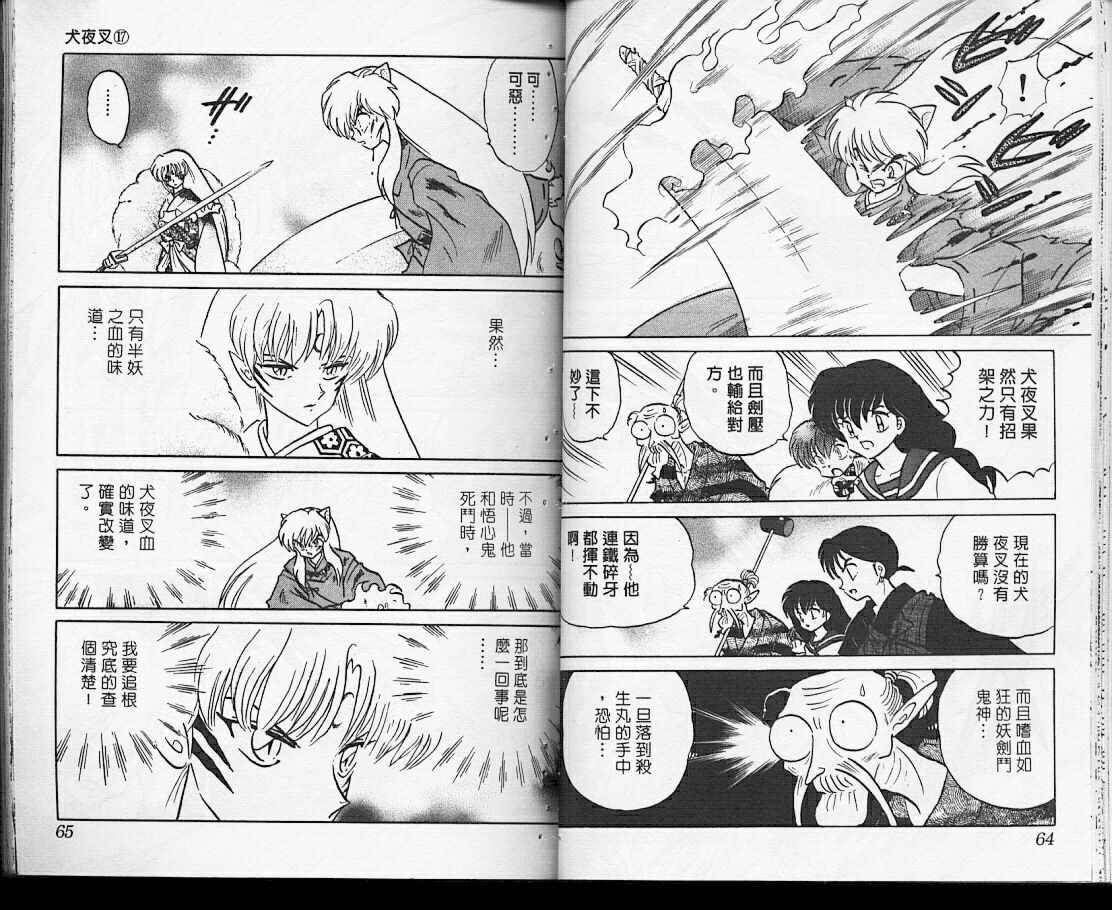 ！
犬夜叉果
然只有招
架之力！
而且劍壓
也輸給對
方。
這下不
妙了～
現在的犬
夜叉沒有
勝算嗎？
因為～他
連鐵碎牙
都揮不動
啊！
而且嗜血如
狂的妖劍鬥
鬼神…
一旦落到殺
生丸的手中
，恐怕…
64
犬夜叉⑰
可……
可惡………
……
果然…
只有半妖
之血的味
道…
不過，當
時—他
和悟心鬼
死鬥時，
犬夜叉血
的味道，
確實改變
了。
那到底是怎
麼一回事呢
……
我要追根
究底的查
個清楚！
65